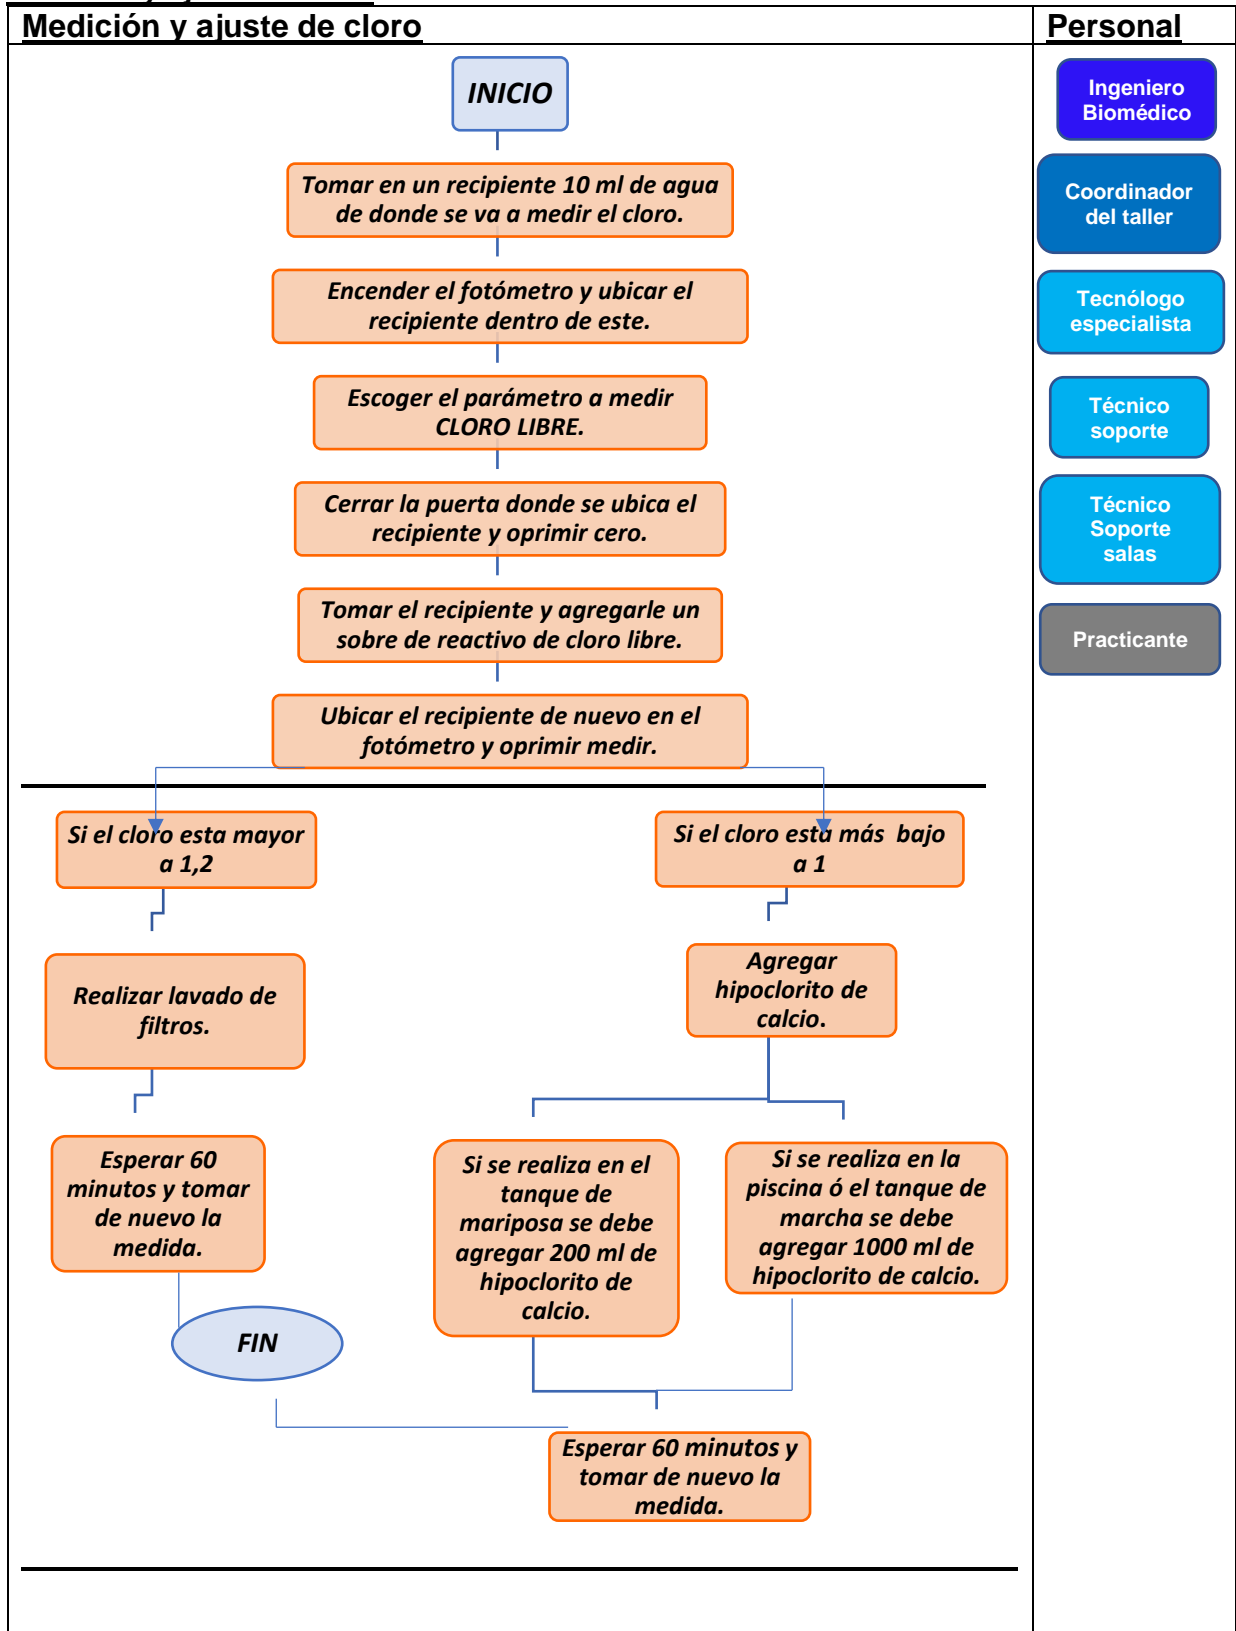 Medición y ajuste de cloro
Personal
INICIO
Tomar en un recipiente 10 ml de agua
de donde se va a medir el cloro.
Encender el fotómetro y ubicar el
recipiente dentro de este.
Escoger el parámetro a medir
CLORO LIBRE.
Cerrar la puerta donde se ubica el
recipiente y oprimir cero.
Tomar el recipiente y agregarle un
sobre de reactivo de cloro libre.
Ubicar el recipiente de nuevo en el
fotómetro y oprimir medir.
Si el cloro esta mayor
a 1,2
Realizar lavado de
filtros.
Esperar 60
minutos y tomar
de nuevo la
medida.
Si el cloro esta más bajo
a 1
Agregar
hipoclorito de
calcio.
Si se realiza en el
tanque de
mariposa se debe
agregar 200 ml de
hipoclorito de
calcio.
Si se realiza en la
piscina ó el tanque de
marcha se debe
agregar 1000 ml de
hipoclorito de calcio.
FIN
Esperar 60 minutos y
tomar de nuevo la
medida.
Ingeniero
Biomédico
Coordinador
del taller
Tecnólogo
especialista
Técnico
soporte
Técnico
Soporte
salas
Practicante